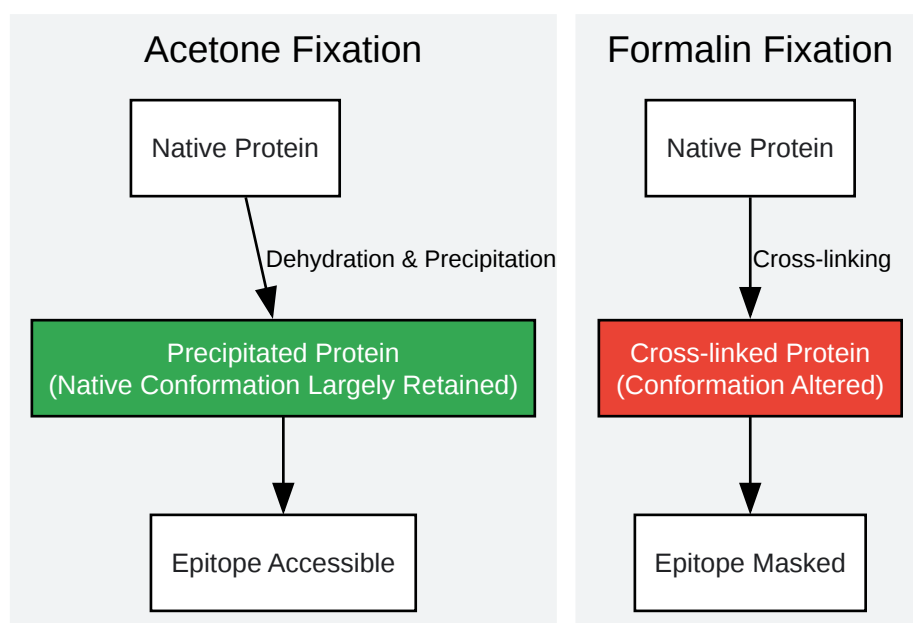 Acetone Fixation
Native Protein
Dehydration & Precipitation
Precipitated Protein
(Native Conformation Largely Retained)
Epitope Accessible
Formalin Fixation
Native Protein
Cross-linking
Cross-linked Protein
(Conformation Altered)
Epitope Masked